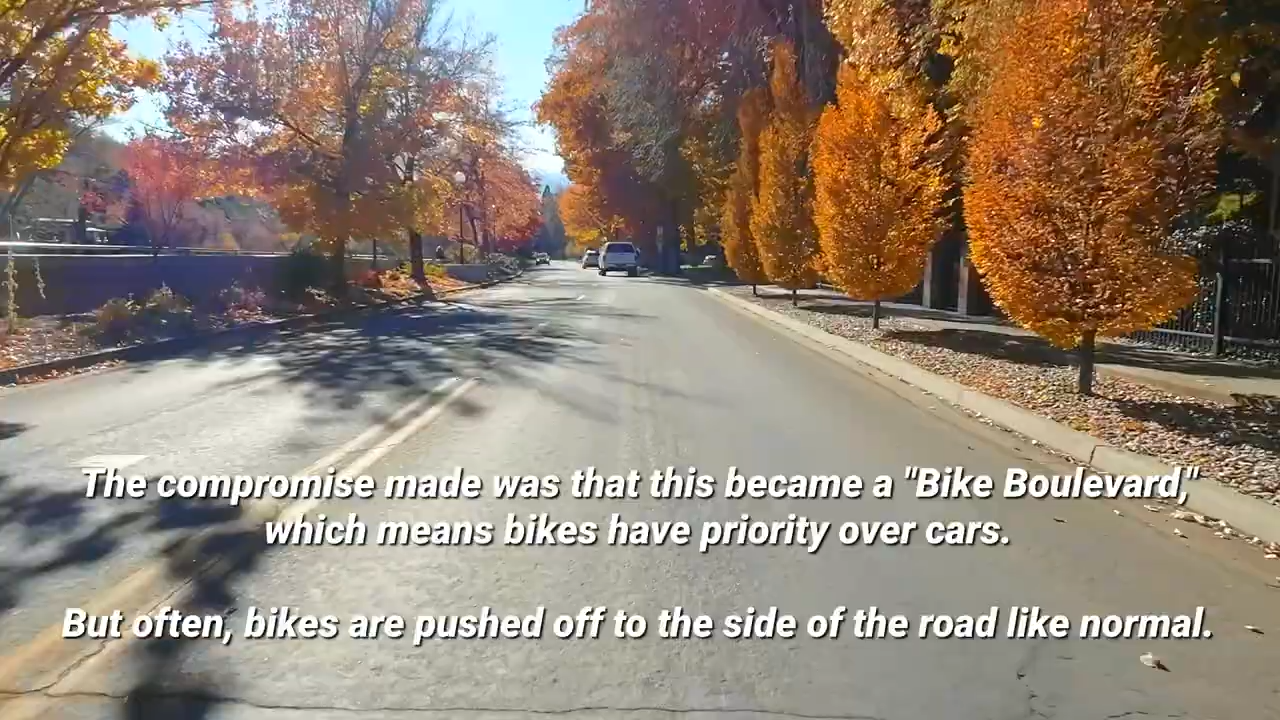 The compromise made was that this became a "Bike Boulevard,"
which means bikes have priority over cars.
But often, bikes are pushed off to the side of the road like normal.